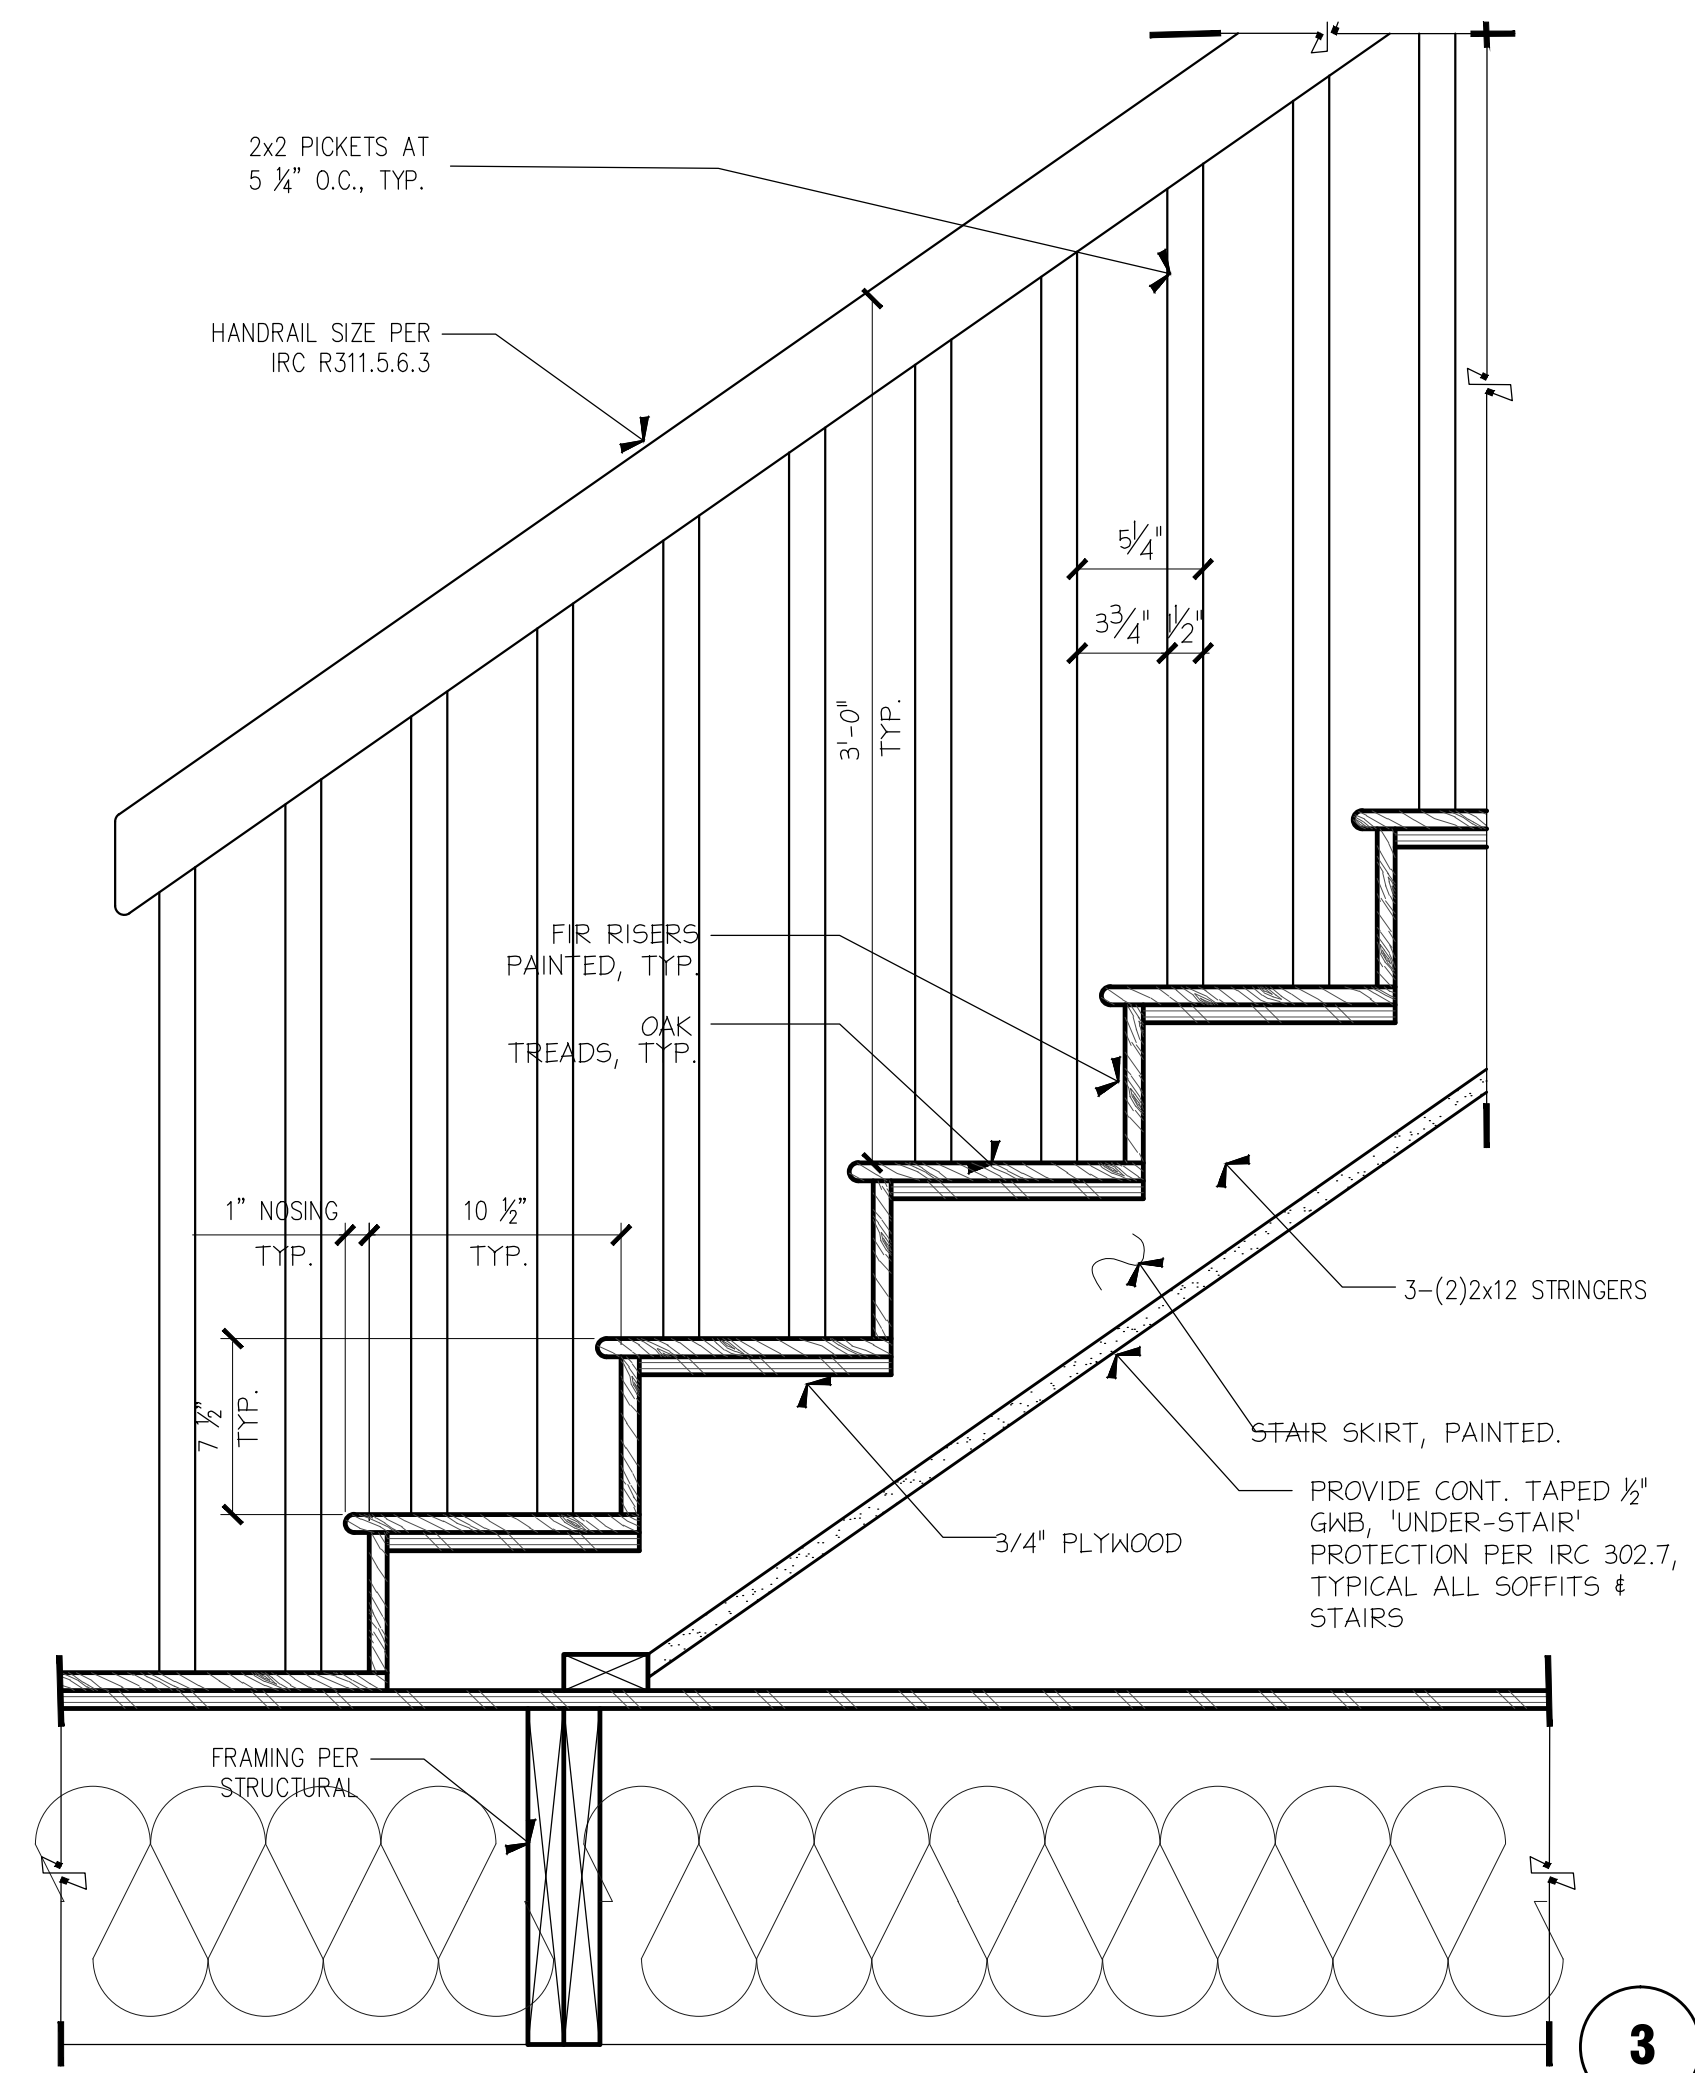 2x2 PICKETS AT
5 ¼” O.C., TYP.
HANDRAIL SIZE PER
IRC R311.5.6.3
5¼"
3¾" 1½"
3'-0"
TYP.
FIR RISERS
PAINTED, TYP.
OAK
TREADS, TYP.
1” NOSING
TYP.
10 ½”
TYP.
7 ½”
TYP.
3-(2)2x12 STRINGERS
STAIR SKIRT, PAINTED.
PROVIDE CONT. TAPED ½"
GWB, 'UNDER-STAIR'
PROTECTION PER IRC 302.7,
TYPICAL ALL SOFFITS &
STAIRS
3/4" PLYWOOD
FRAMING PER
STRUCTURAL
3